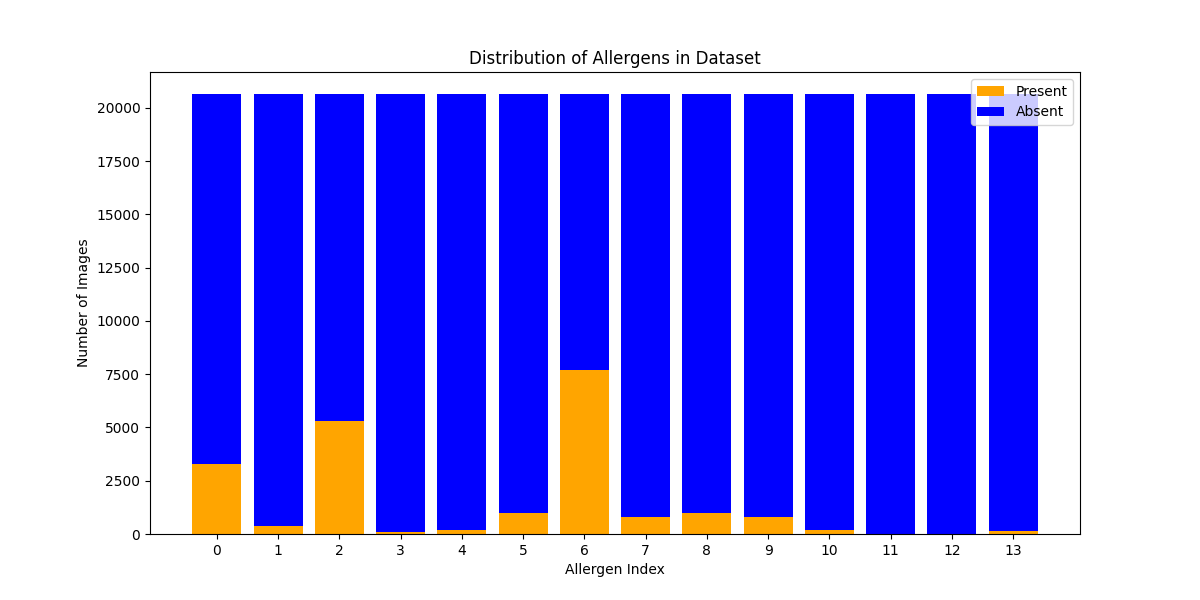 Distribution of Allergens in Dataset
Present
Absent
Number of Images
20000
17500
15000
12500
10000
7500
5000
2500
0
0 1 2 3 4 5 6 7 8 9 10 11 12 13
Allergen Index